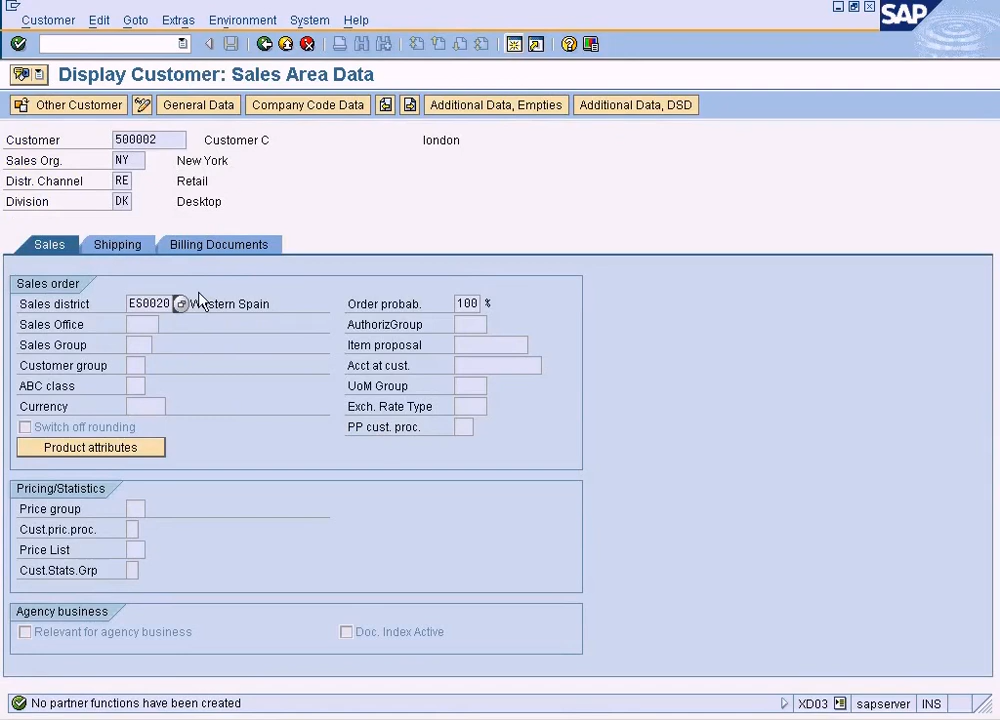 Customer Edit Goto Extras Environment System Help
SAP
Display Customer: Sales Area Data
Other Customer General Data Company Code Data Additional Data, Empties Additional Data, DSD
Customer 500002 Customer C london
Sales Org. NY New York
Distr. Channel RE Retail
Division DK Desktop
Sales Shipping Billing Documents
Sales order
Sales district ES0020 Western Spain Order probab. 100 %
Sales Office AuthorizGroup
Sales Group Item proposal
Customer group Acct at cust.
ABC class UoM Group
Currency Exch. Rate Type
Switch off rounding PP cust. proc.
Product attributes
Pricing/Statistics
Price group
Cust.pric.proc.
Price List
Cust.Stats.Grp
Agency business
Relevant for agency business Doc. Index Active
No partner functions have been created XD03 sapserver INS